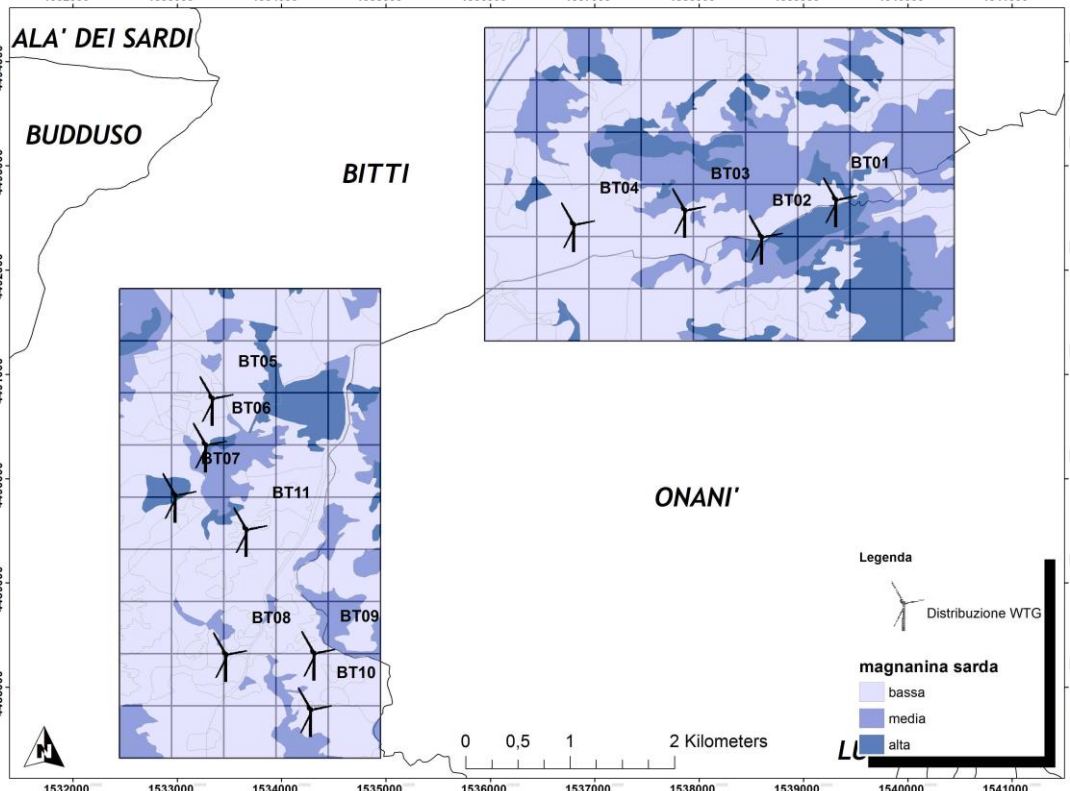 ALA' DEI SARDI
BUDDUSO
BITTI
BT01
BT03
BT04
BT02
BT05
BT06
BT07
BT11
ONANI'
Legenda
Distribuzione WTG
BT08
BT09
magnanina sarda
BT10
bassa
media
alta
N
0 0,5 1 2 Kilometers
LU
1532000 1533000 1534000 1535000 1536000 1537000 1538000 1539000 1540000 1541000